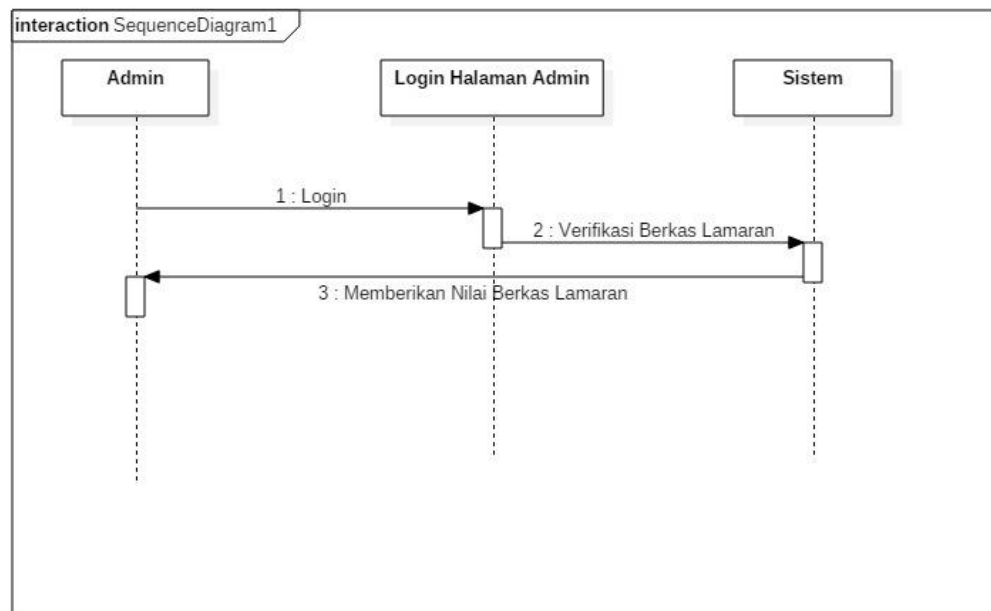 interaction SequenceDiagram1
Admin
Login Halaman Admin
Sistem
1 : Login
2 : Verifikasi Berkas Lamaran
3 : Memberikan Nilai Berkas Lamaran